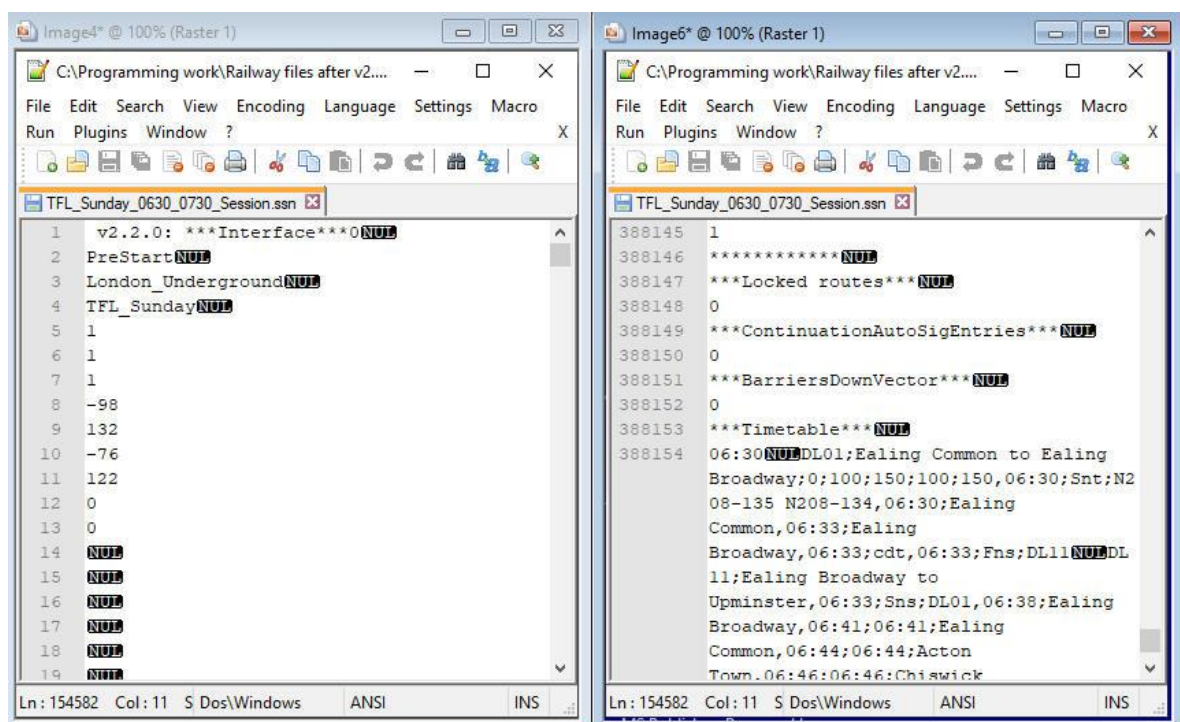 Image4* @ 100% (Raster 1)
C:\Programming work\Railway files after v2....
File Edit Search View Encoding Language Settings Macro
Run Plugins Window ? X
TFL_Sunday_0630_0730_Session.ssn
1 v2.2.0: ***Interface***0NUL
2 PreStartNUL
3 London_UndergroundNUL
4 TFL_SundayNUL
5 1
6 1
7 1
8 -98
9 132
10 -76
11 122
12 0
13 0
14 NUL
15 NUL
16 NUL
17 NUL
18 NUL
19 NUL
Ln : 154582 Col : 11 S Dos\Windows ANSI INS
Image6* @ 100% (Raster 1)
C:\Programming work\Railway files after v2....
File Edit Search View Encoding Language Settings Macro
Run Plugins Window ? X
TFL_Sunday_0630_0730_Session.ssn
388145 1
388146 ************NUL
388147 ***Locked routes***NUL
388148 0
388149 ***ContinuationAutoSigEntries***NUL
388150 0
388151 ***BarriersDownVector***NUL
388152 0
388153 ***Timetable***NUL
388154 06:30NULDL01;Ealing Common to Ealing
Broadway;0;100;150;100;150,06:30;Snt;N2
08-135 N208-134,06:30;Ealing
Common,06:33;Ealing
Broadway,06:33;cdt,06:33;Fns;DL11NULDL
11;Ealing Broadway to
Upminster,06:33;Sns;DL01,06:38;Ealing
Broadway,06:41;06:41;Ealing
Common,06:44;06:44;Acton
Town,06:46;06:46;Chiswick
Ln : 154582 Col : 11 S Dos\Windows ANSI INS